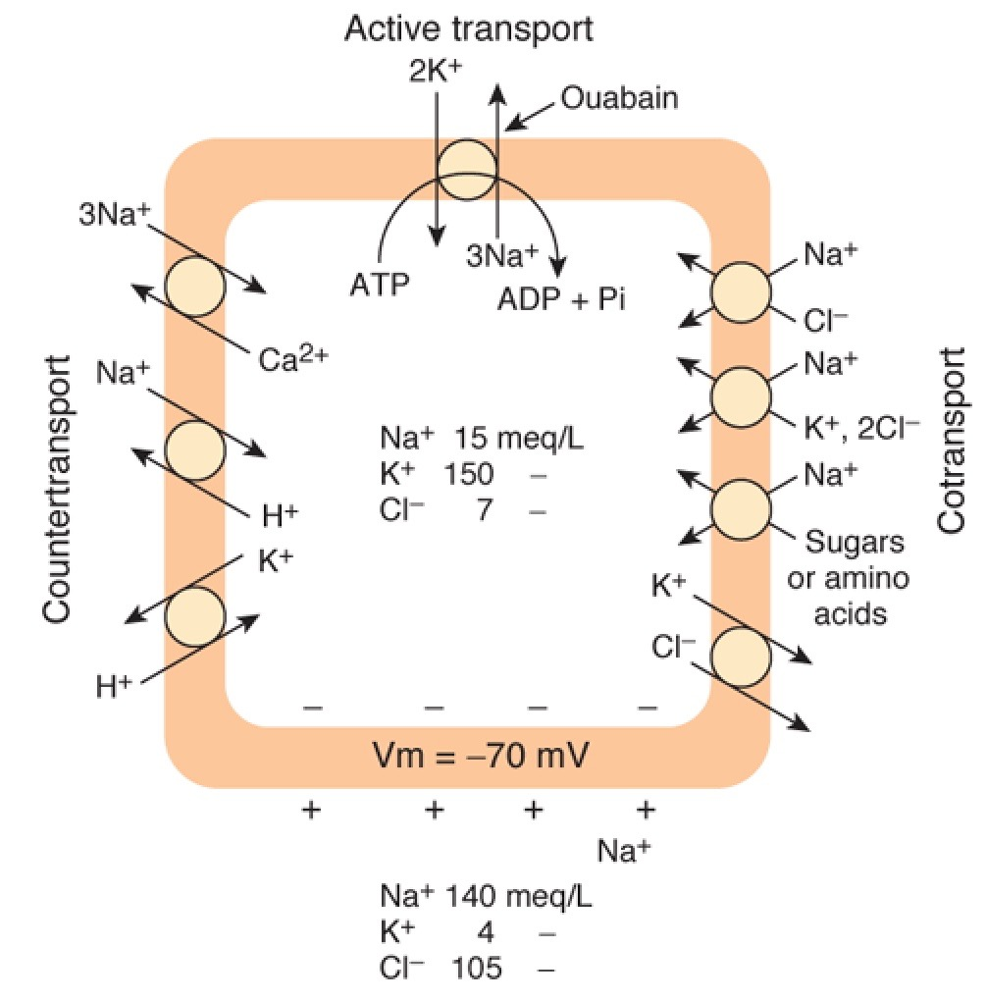 Active transport
2K+
Ouabain
3Na+
ATP
3Na+
ADP + Pi
Ca2+
Na+
H+
K+
H+
Countertransport
Na+ 15 meq/L
K+ 150 –
Cl– 7 –
Na+
Cl–
Na+
K+, 2Cl–
Na+
Sugars
or amino
acids
K+
Cl–
Cotransport
– – – –
Vm = –70 mV
+ + + +
Na+
Na+ 140 meq/L
K+ 4 –
Cl– 105 –